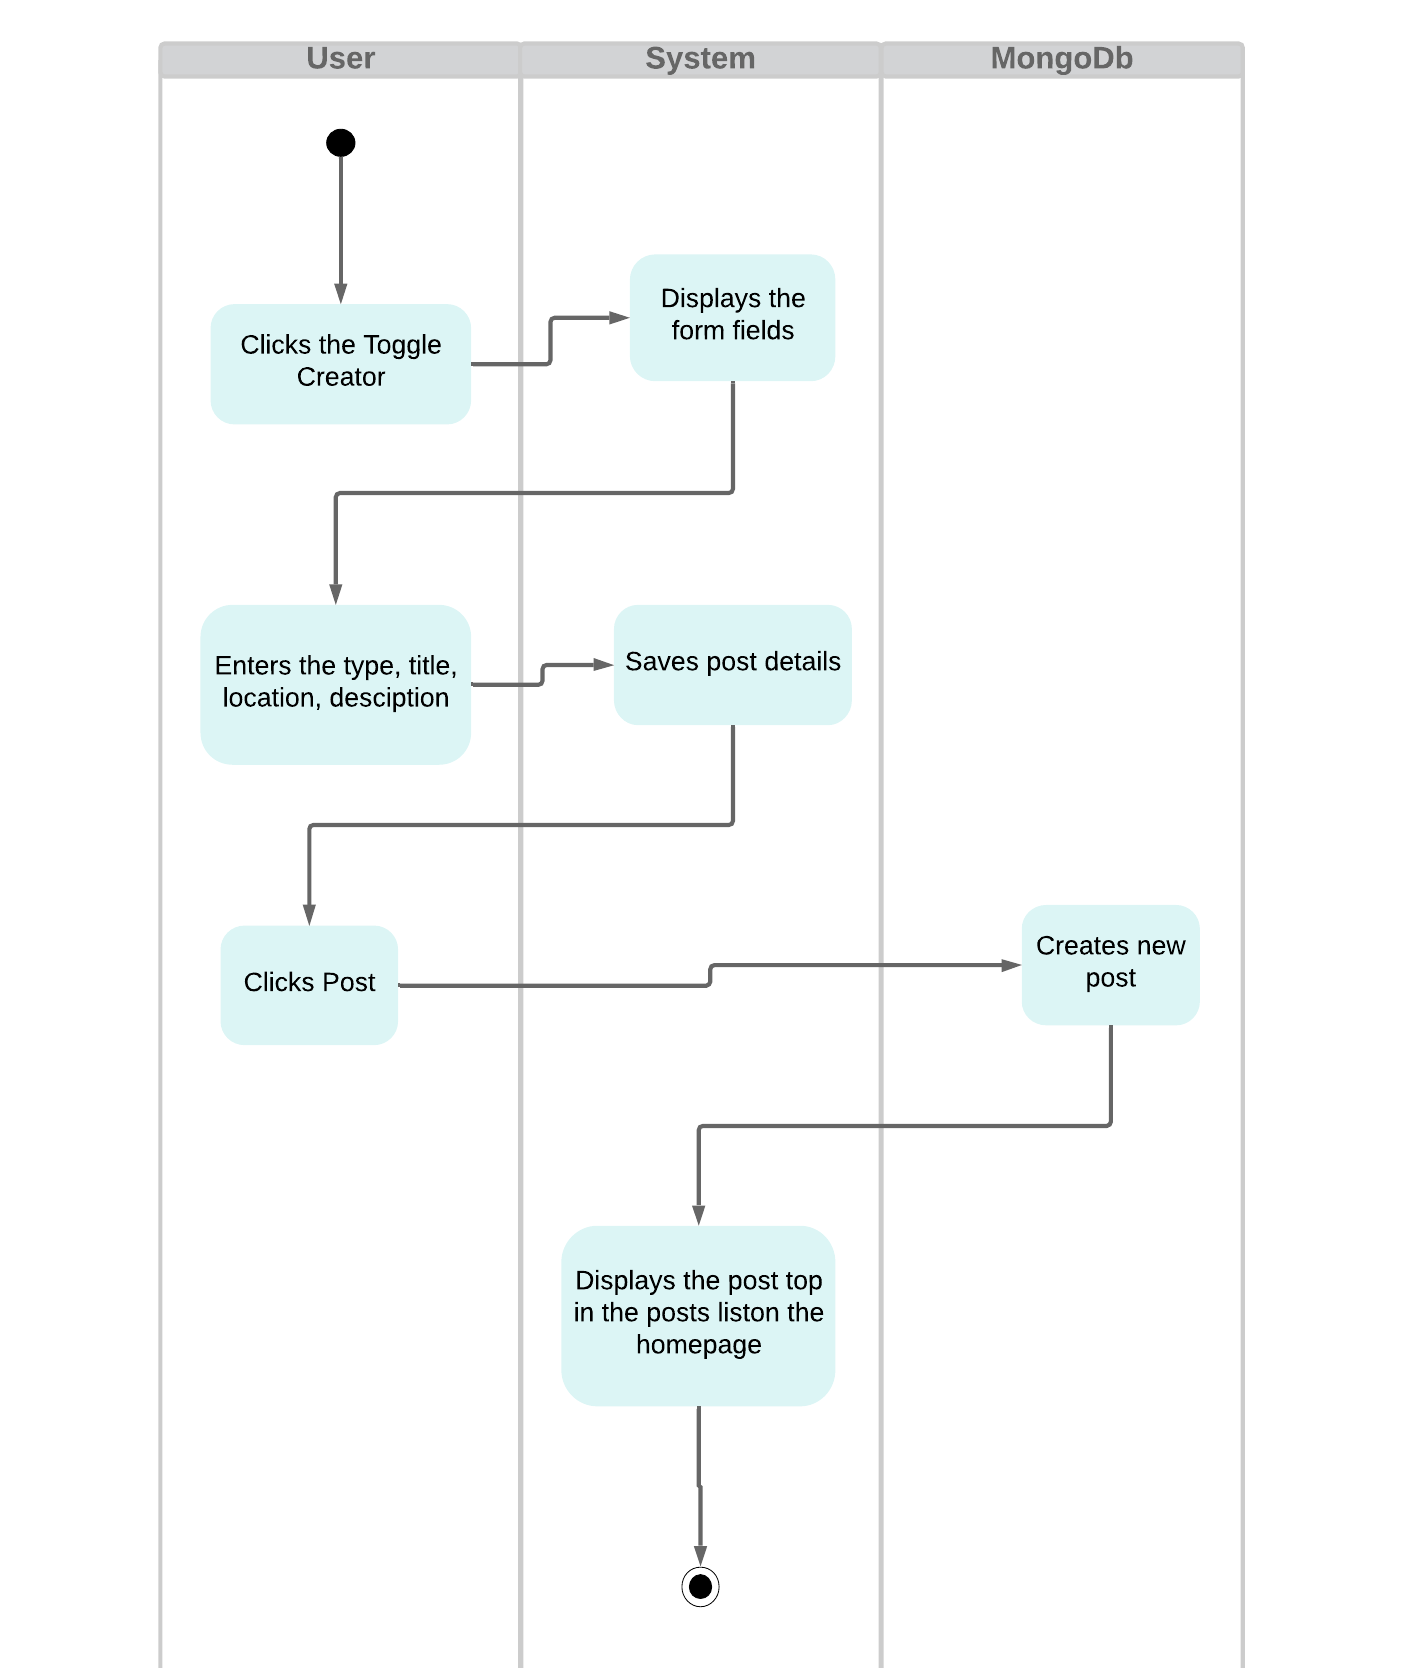 User
System
MongoDb
Clicks the Toggle
Creator
Displays the
form fields
Enters the type, title,
location, desciption
Saves post details
Clicks Post
Creates new
post
Displays the post top
in the posts liston the
homepage